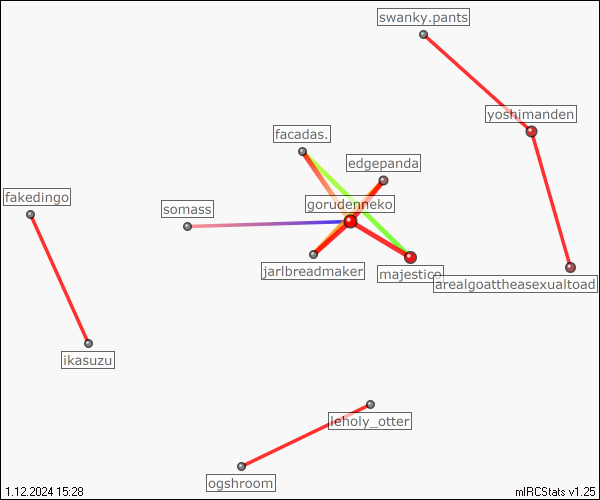 swanky.pants
yoshimanden
facadas.
edgepanda
fakedingo
gorudenneko
somass
jarlbreadmaker
majestico
arealgoattheasexualtoad
ikasuzu
leholy_otter
ogshroom
1.12.2024 15:28
mIRCStats v1.25